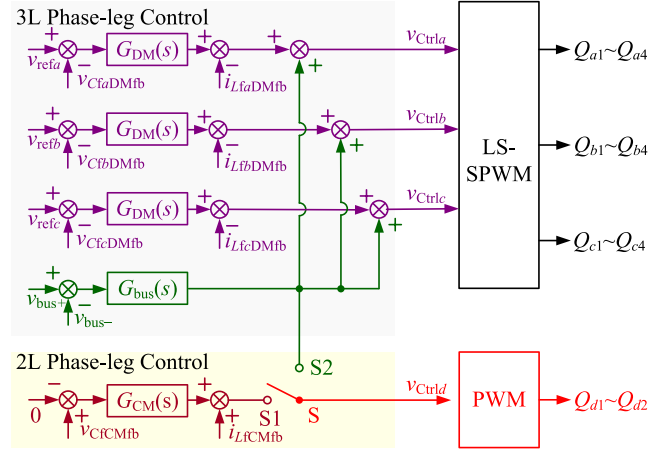 3L Phase-leg Control
+ G_DM(s) + + v_Ctrla
v_refa − v_CfaDMfb − i_LfaDMfb + Q_a1~Q_a4
+ G_DM(s) + + v_Ctrlb
v_refb − v_CfbDMfb − i_LfbDMfb + LS-SPWM Q_b1~Q_b4
+ G_DM(s) + + v_Ctrlc
v_refc − v_CfcDMfb − i_LfcDMfb + Q_c1~Q_c4
+ G_bus(s)
v_bus+ − v_bus−
2L Phase-leg Control S2
− G_CM(s) + v_Ctrld PWM Q_d1~Q_d2
0 + v_CfCMfb + i_LfCMfb S1 S